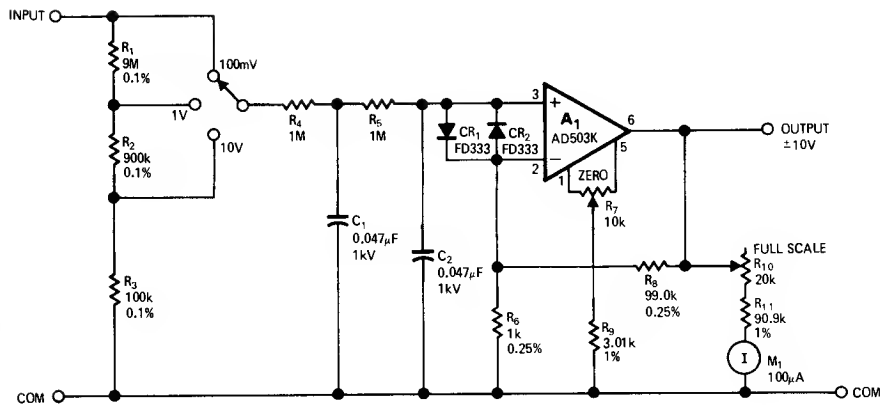 INPUT
R1
9M
0.1%
100mV
1V
10V
R2
900k
0.1%
R3
100k
0.1%
R4
1M
R5
1M
CR1
FD333
CR2
FD333
3
+
A1
AD503K
6
5
−
2
1
ZERO
R7
10k
OUTPUT
±10V
C1
0.047μF
1kV
C2
0.047μF
1kV
R6
1k
0.25%
R8
99.0k
0.25%
R9
3.01k
1%
FULL SCALE
R10
20k
R11
90.9k
1%
I
M1
100μA
COM
COM